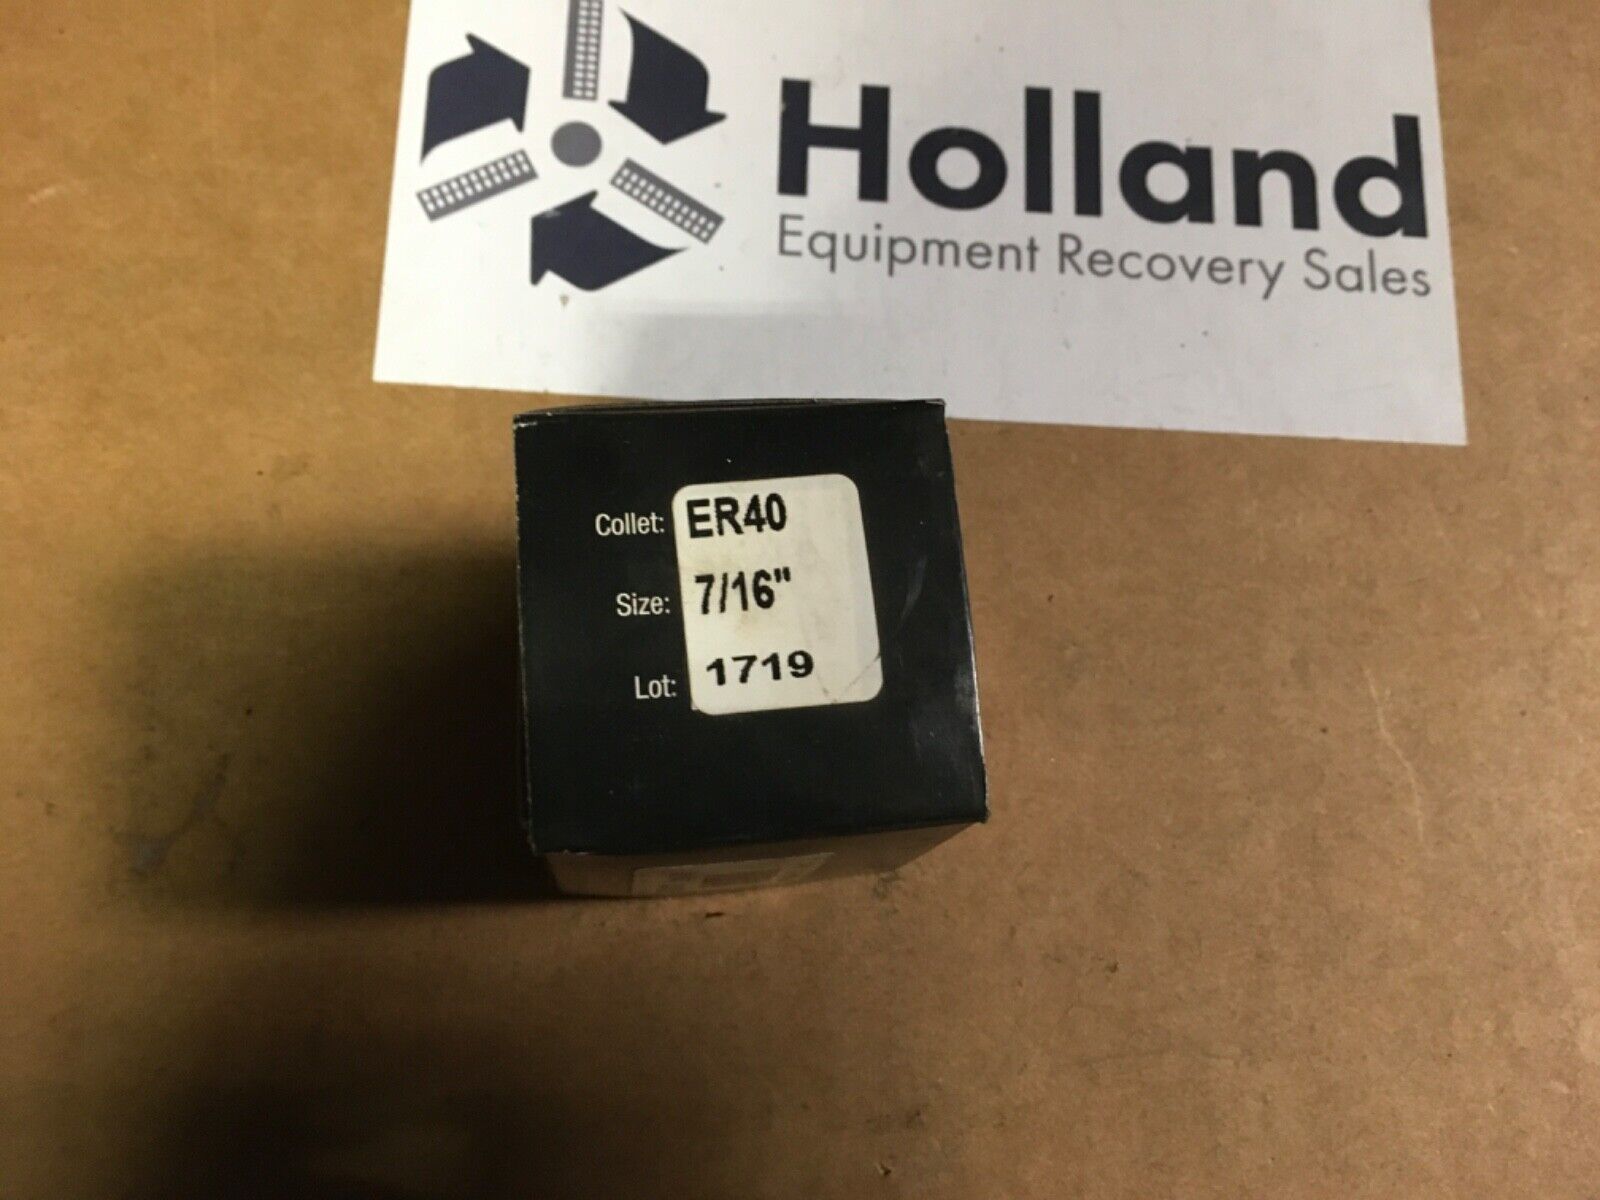 Holland
Equipment Recovery Sales
Collet: ER40
Size: 7/16"
Lot: 1719